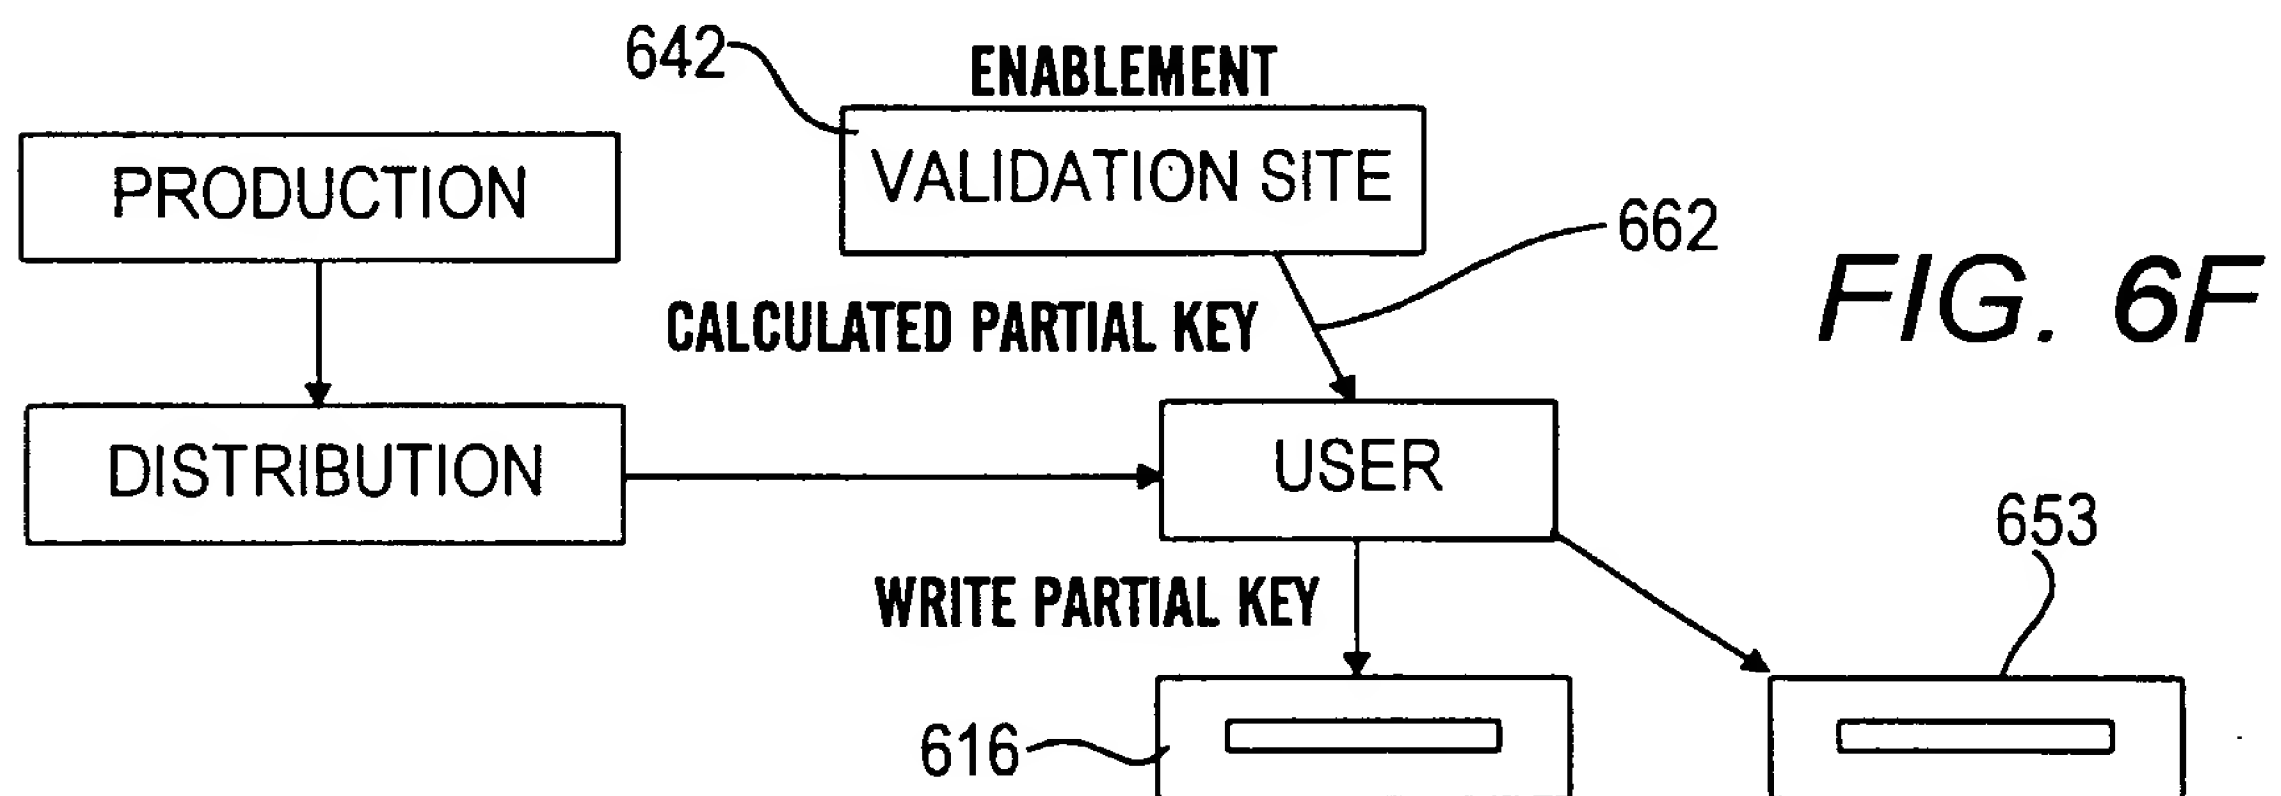 642
ENABLEMENT
PRODUCTION
VALIDATION SITE
662
FIG. 6F
CALCULATED PARTIAL KEY
DISTRIBUTION
USER
653
WRITE PARTIAL KEY
616